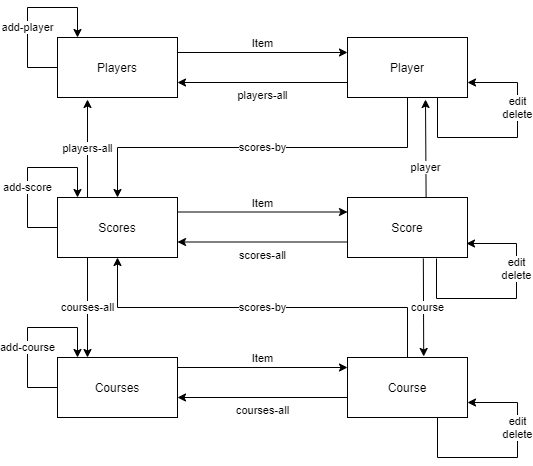 add-player
Item
Players
Player
players-all
edit
delete
players-all
scores-by
player
add-score
Item
Scores
Score
scores-all
edit
delete
courses-all
scores-by
course
add-course
Item
Courses
Course
courses-all
edit
delete